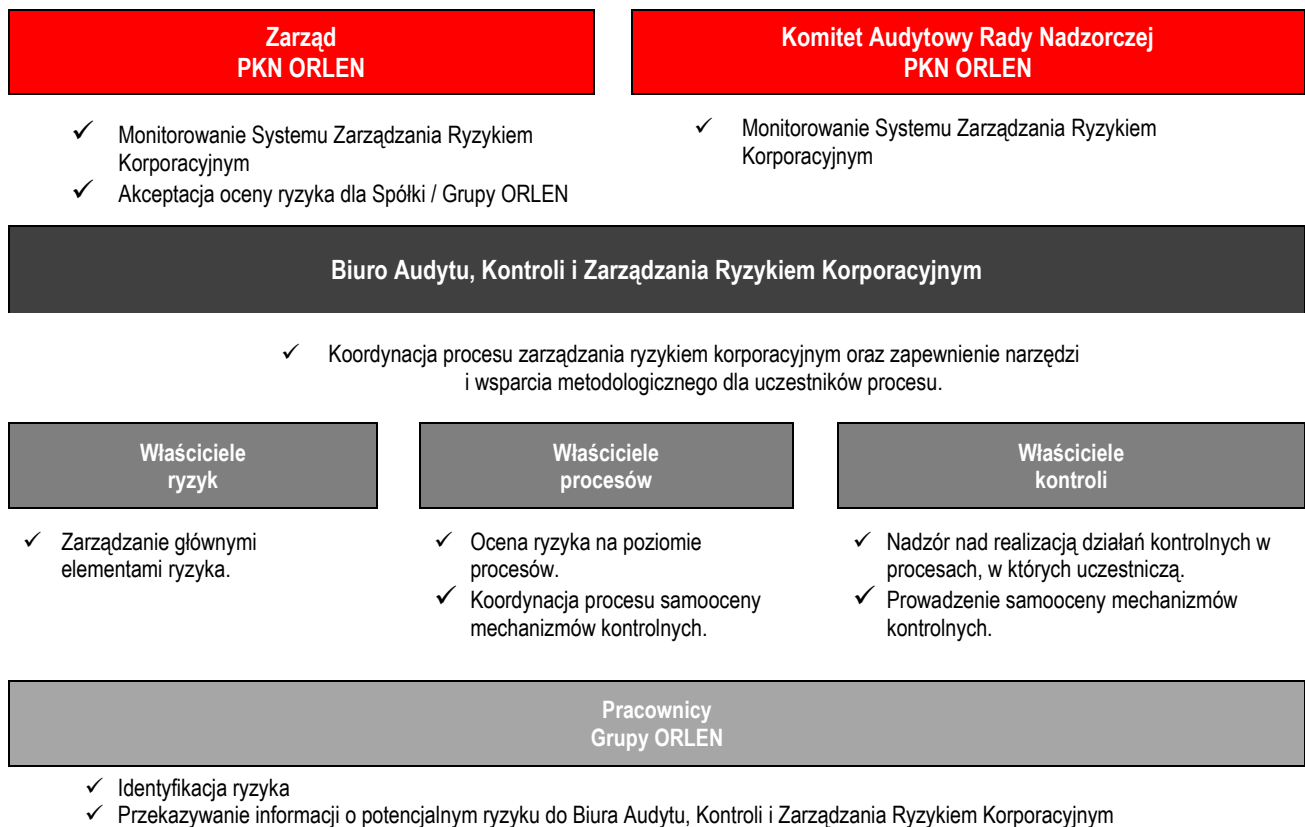 Zarząd
PKN ORLEN
Komitet Audytowy Rady Nadzorczej
PKN ORLEN
✓ Monitorowanie Systemu Zarządzania Ryzykiem
Korporacyjnym
✓ Akceptacja oceny ryzyka dla Spółki / Grupy ORLEN
✓ Monitorowanie Systemu Zarządzania Ryzykiem
Korporacyjnym
Biuro Audytu, Kontroli i Zarządzania Ryzykiem Korporacyjnym
✓ Koordynacja procesu zarządzania ryzykiem korporacyjnym oraz zapewnienie narzędzi
i wsparcia metodologicznego dla uczestników procesu.
Właściciele
ryzyk
✓ Zarządzanie głównymi
elementami ryzyka.
Właściciele
procesów
✓ Ocena ryzyka na poziomie
procesów.
✓ Koordynacja procesu samooceny
mechanizmów kontrolnych.
Właściciele
kontroli
✓ Nadzór nad realizacją działań kontrolnych w
procesach, w których uczestniczą.
✓ Prowadzenie samooceny mechanizmów
kontrolnych.
Pracownicy
Grupy ORLEN
✓ Identyfikacja ryzyka
✓ Przekazywanie informacji o potencjalnym ryzyku do Biura Audytu, Kontroli i Zarządzania Ryzykiem Korporacyjnym